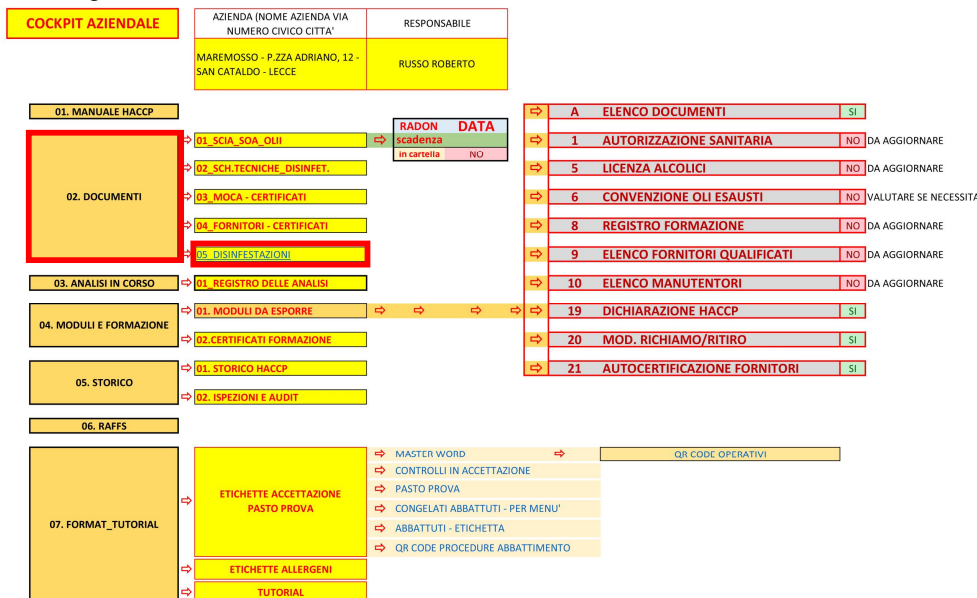 COCKPIT AZIENDALE
AZIENDA (NOME AZIENDA VIA
NUMERO CIVICO CITTA'
RESPONSABILE
MAREMOSSO - P.ZZA ADRIANO, 12 -
SAN CATALDO - LECCE
RUSSO ROBERTO
01. MANUALE HACCP
02. DOCUMENTI
01_SCIA_SOA_OLII
02_SCH.TECNICHE_DISINFET.
03_MOCA - CERTIFICATI
04_FORNITORI - CERTIFICATI
05_DISINFESTAZIONI
RADON DATA
scadenza
in cartella NO
A ELENCO DOCUMENTI SI
1 AUTORIZZAZIONE SANITARIA NO DA AGGIORNARE
5 LICENZA ALCOLICI NO DA AGGIORNARE
6 CONVENZIONE OLI ESAUSTI NO VALUTARE SE NECESSITA
8 REGISTRO FORMAZIONE NO DA AGGIORNARE
9 ELENCO FORNITORI QUALIFICATI NO DA AGGIORNARE
10 ELENCO MANUTENTORI NO DA AGGIORNARE
19 DICHIARAZIONE HACCP SI
20 MOD. RICHIAMO/RITIRO SI
21 AUTOCERTIFICAZIONE FORNITORI SI
03. ANALISI IN CORSO
01_REGISTRO DELLE ANALISI
04. MODULI E FORMAZIONE
01. MODULI DA ESPORRE
02.CERTIFICATI FORMAZIONE
05. STORICO
01. STORICO HACCP
02. ISPEZIONI E AUDIT
06. RAFFS
07. FORMAT_TUTORIAL
ETICHETTE ACCETTAZIONE
PASTO PROVA
MASTER WORD
QR CODE OPERATIVI
CONTROLLI IN ACCETTAZIONE
PASTO PROVA
CONGELATI ABBATTUTI - PER MENU'
ABBATTUTI - ETICHETTA
QR CODE PROCEDURE ABBATTIMENTO
ETICHETTE ALLERGENI
TUTORIAL